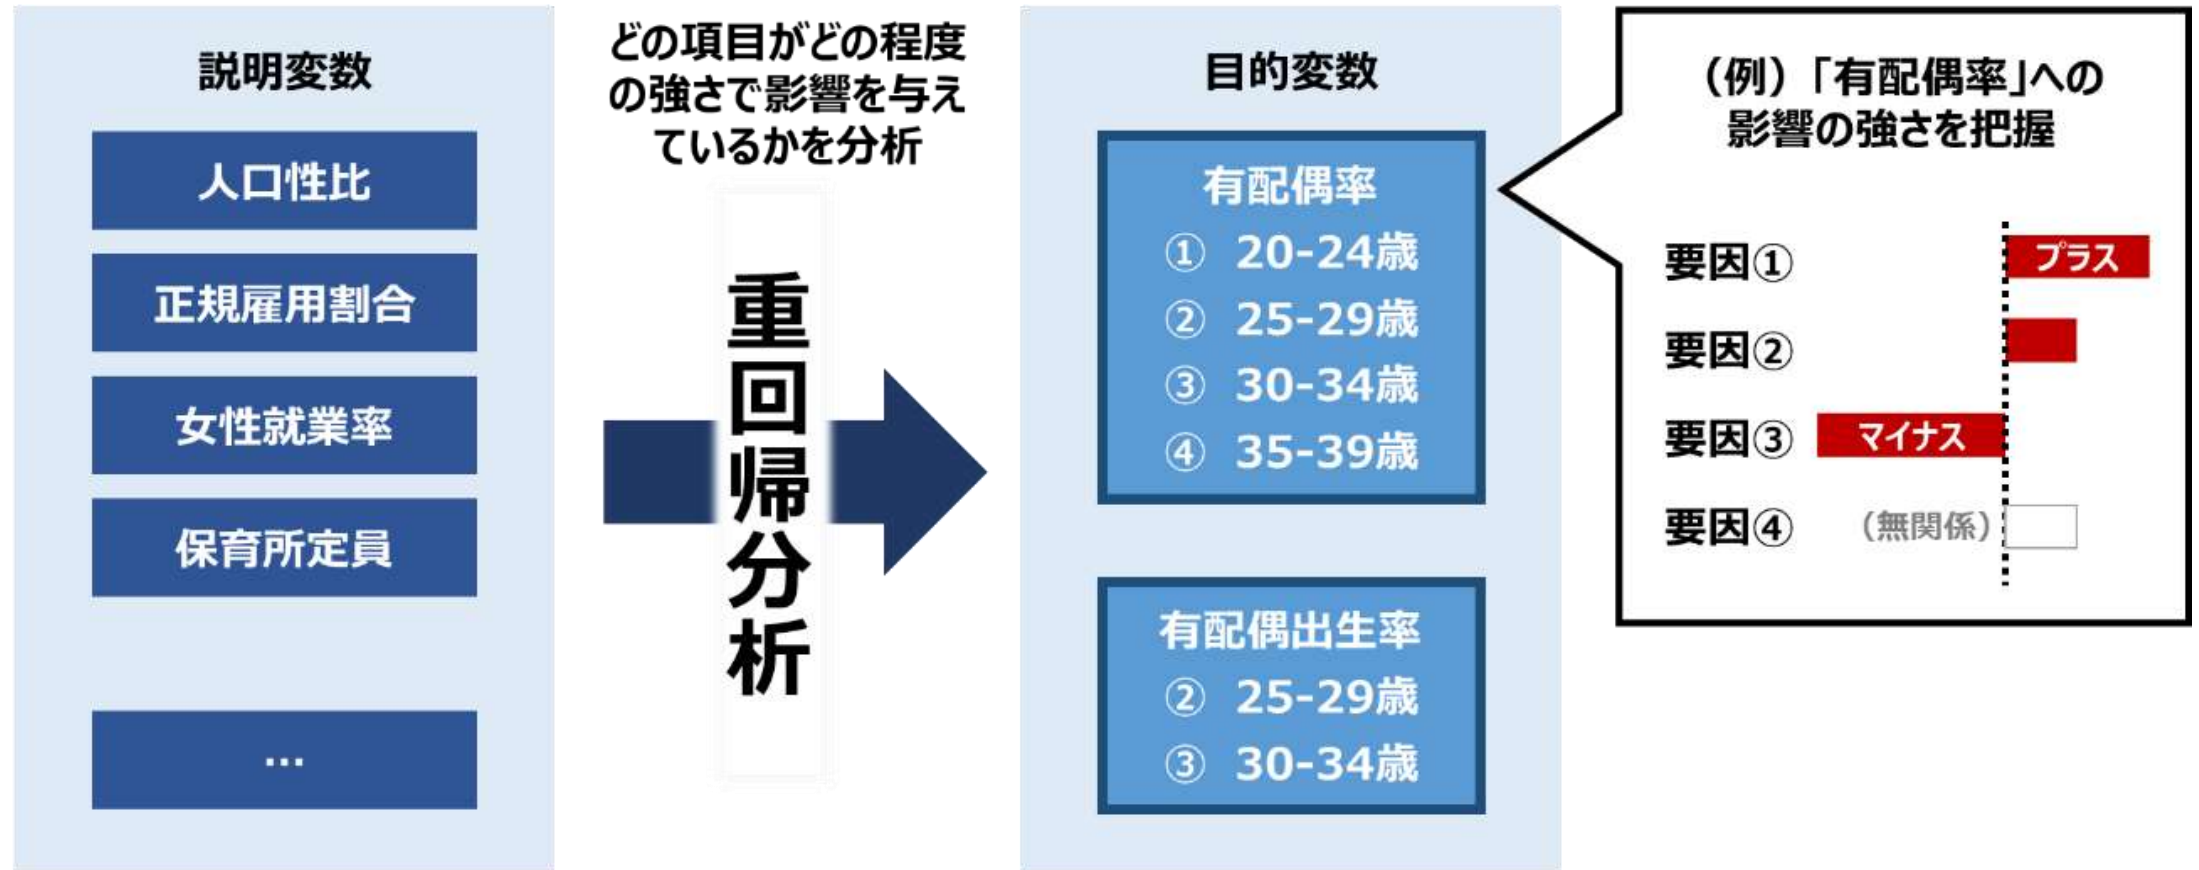 説明変数
人口性比
正規雇用割合
女性就業率
保育所定員
…
どの項目がどの程度
の強さで影響を与え
ているかを分析
重回帰分析
目的変数
有配偶率
① 20-24歳
② 25-29歳
③ 30-34歳
④ 35-39歳
有配偶出生率
② 25-29歳
③ 30-34歳
（例）「有配偶率」への
影響の強さを把握
要因① プラス
要因②
要因③ マイナス
要因④ （無関係）